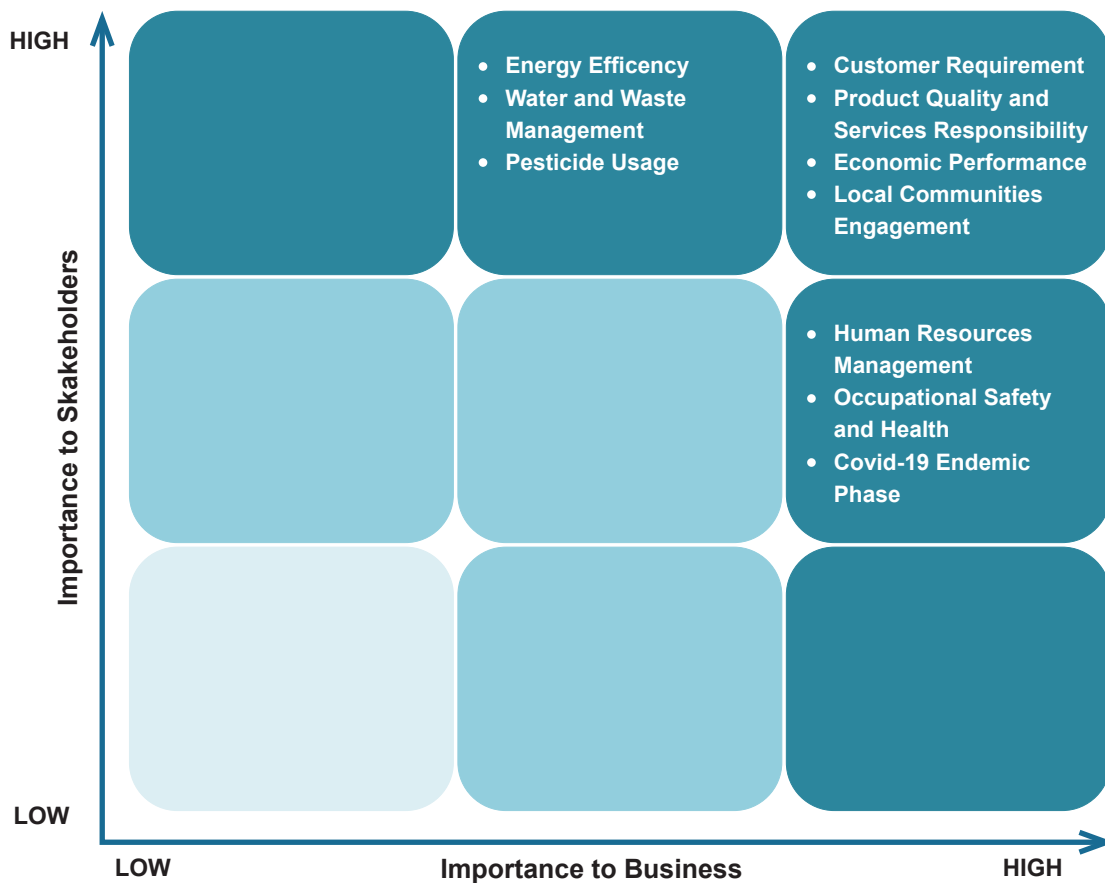 HIGH
• Energy Efficency
• Water and Waste
Management
• Pesticide Usage
• Customer Requirement
• Product Quality and
Services Responsibility
• Economic Performance
• Local Communities
Engagement
Importance to Skakeholders
• Human Resources
Management
• Occupational Safety
and Health
• Covid-19 Endemic
Phase
LOW
LOW
Importance to Business
HIGH